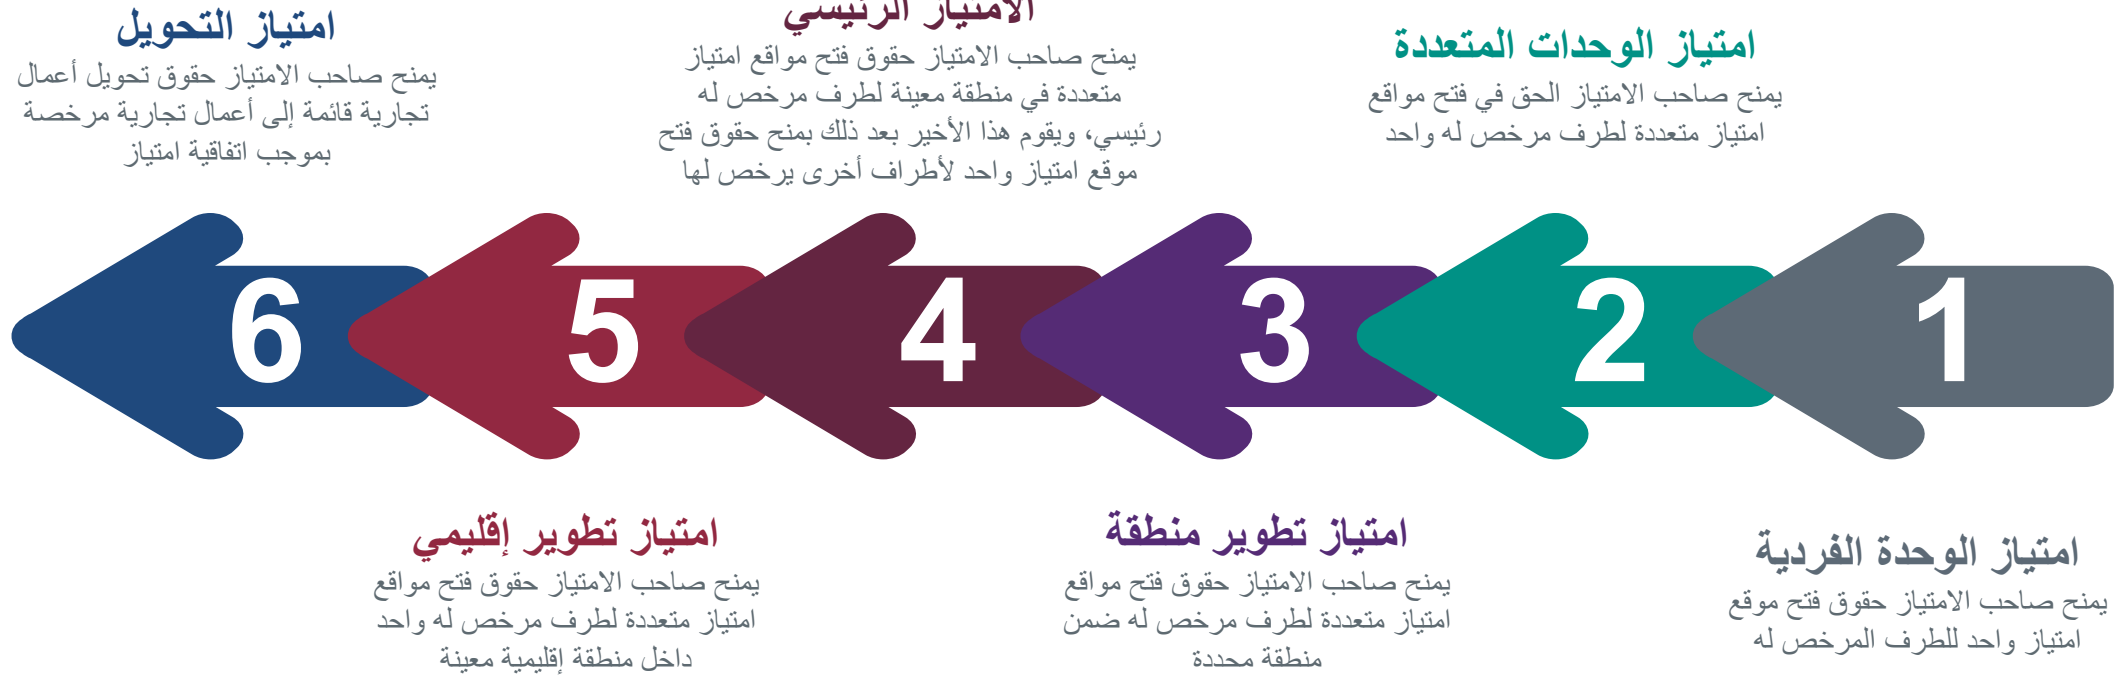 امتياز الوحدة الفردية
يمنح صاحب الامتياز حقوق فتح موقع
امتياز واحد للطرف المرخص له
1
امتياز الوحدات المتعددة
يمنح صاحب الامتياز الحق في فتح مواقع
امتياز متعددة لطرف مرخص له واحد
2
امتياز تطوير منطقة
يمنح صاحب الامتياز حقوق فتح مواقع
امتياز متعددة لطرف مرخص له ضمن
منطقة محددة
3
الامتياز الرئيسي
يمنح صاحب الامتياز حقوق فتح مواقع امتياز
متعددة في منطقة معينة لطرف مرخص له
رئيسي، ويقوم هذا الأخير بعد ذلك بمنح حقوق فتح
موقع امتياز واحد لأطراف أخرى يرخص لها
4
امتياز تطوير إقليمي
يمنح صاحب الامتياز حقوق فتح مواقع
امتياز متعددة لطرف مرخص له واحد
داخل منطقة إقليمية معينة
5
امتياز التحويل
يمنح صاحب الامتياز حقوق تحويل أعمال
تجارية قائمة إلى أعمال تجارية مرخصة
بموجب اتفاقية امتياز
6